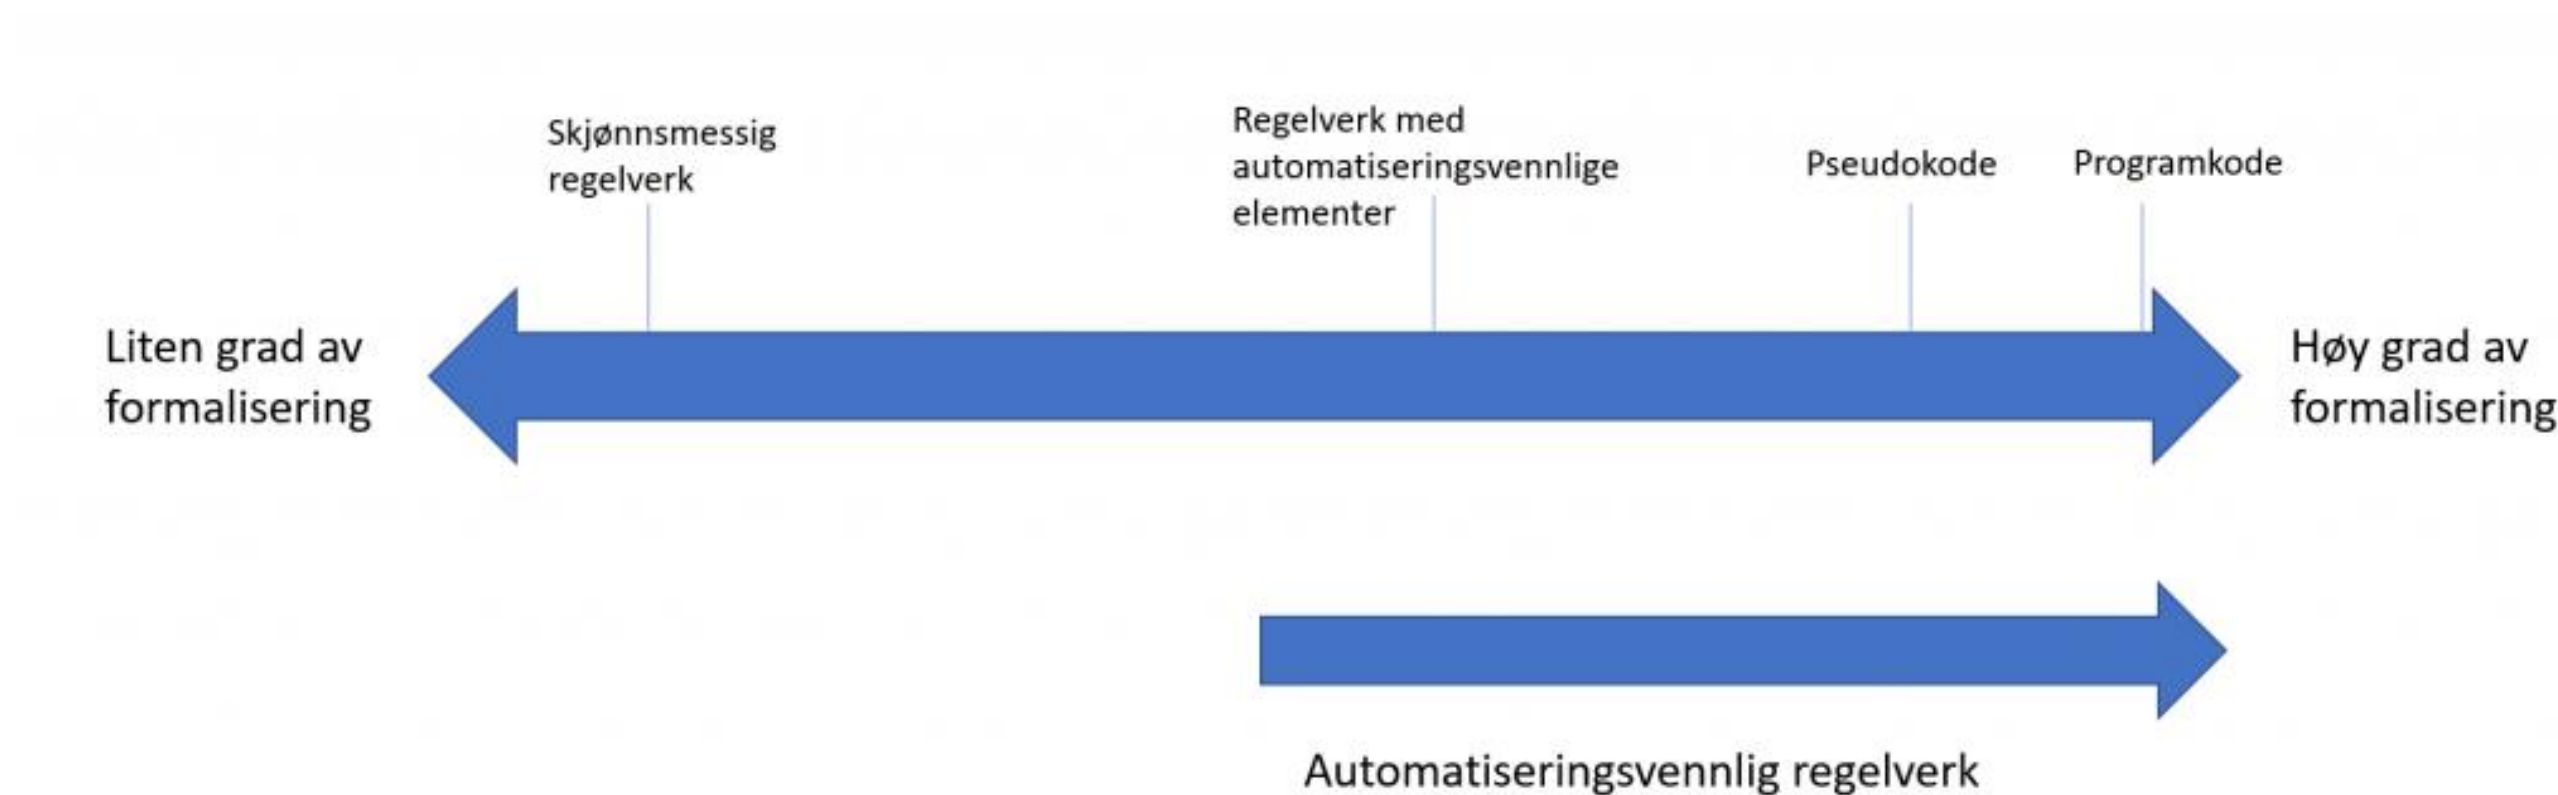 Skjønnsmessig
regelverk
Regelverk med
automatiseringsvennlige
elementer
Pseudokode
Programkode
Liten grad av
formalisering
Høy grad av
formalisering
Automatiseringsvennlig regelverk